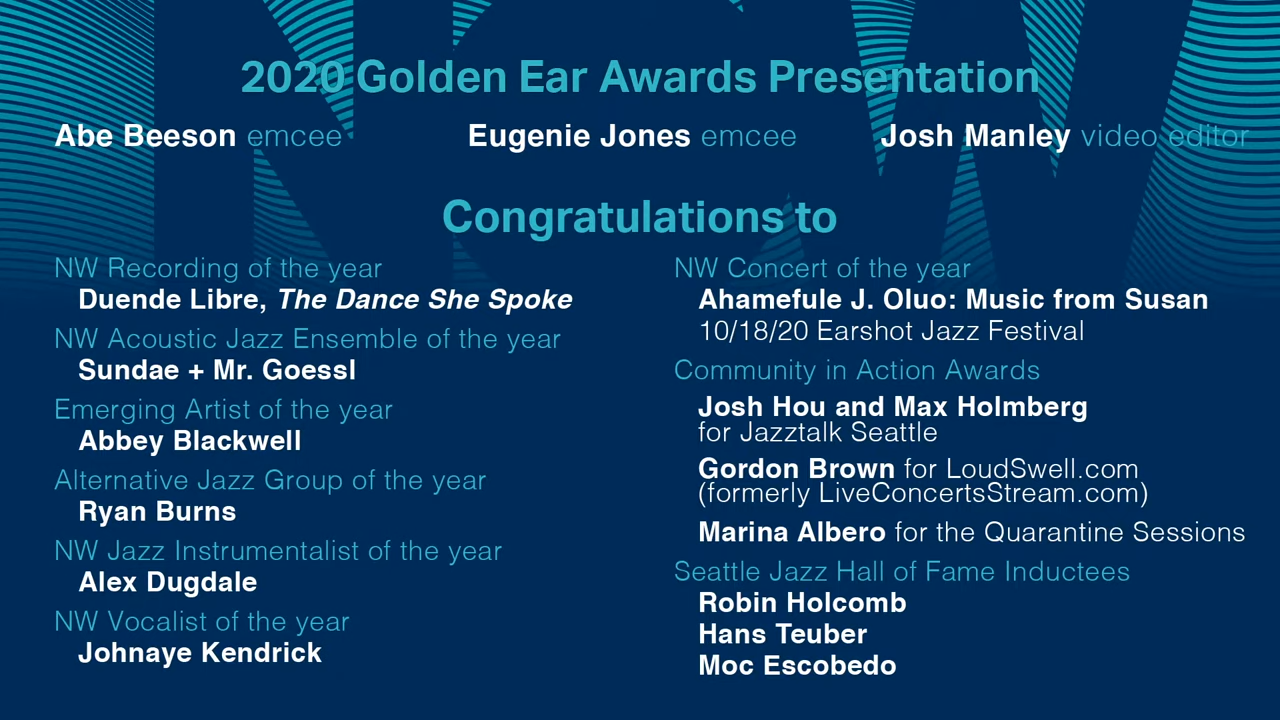 2020 Golden Ear Awards Presentation
Abe Beeson emcee
Eugenie Jones emcee
Josh Manley video editor
Congratulations to
NW Recording of the year
Duende Libre, The Dance She Spoke
NW Acoustic Jazz Ensemble of the year
Sundae + Mr. Goessl
Emerging Artist of the year
Abbey Blackwell
Alternative Jazz Group of the year
Ryan Burns
NW Jazz Instrumentalist of the year
Alex Dugdale
NW Vocalist of the year
Johnaye Kendrick
NW Concert of the year
Ahamefule J. Oluo: Music from Susan
10/18/20 Earshot Jazz Festival
Community in Action Awards
Josh Hou and Max Holmberg
for Jazztalk Seattle
Gordon Brown for LoudSwell.com
(formerly LiveConcertsStream.com)
Marina Albero for the Quarantine Sessions
Seattle Jazz Hall of Fame Inductees
Robin Holcomb
Hans Teuber
Moc Escobedo